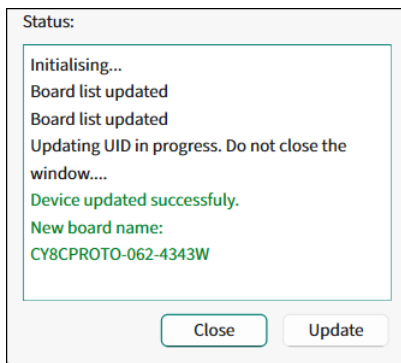 Status:
Initialising...
Board list updated
Board list updated
Updating UID in progress. Do not close the
window....
Device updated successfuly.
New board name:
CY8CPROTO-062-4343W
Close
Update